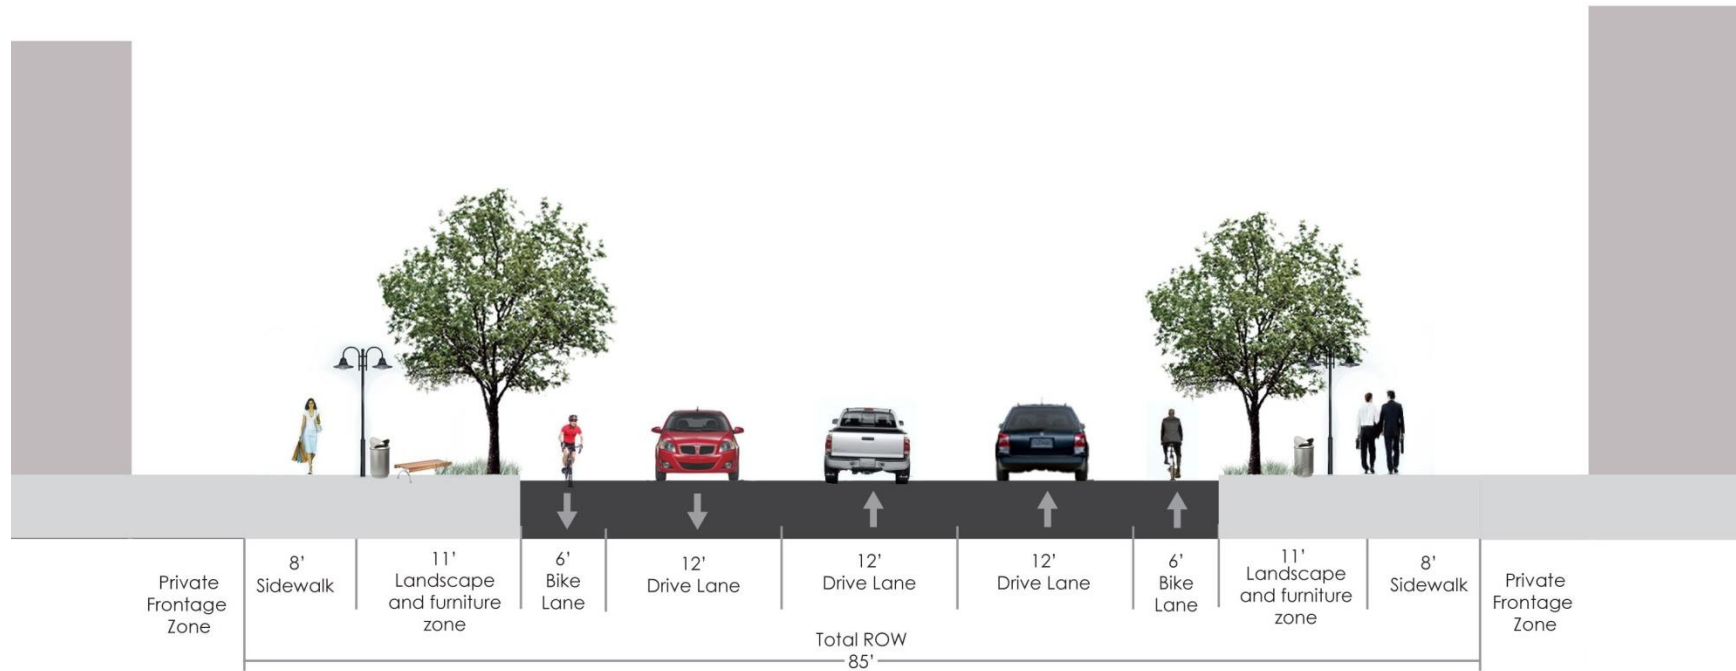 Private
Frontage
Zone
8’
Sidewalk
11’
Landscape
and furniture
zone
6’
Bike
Lane
12’
Drive Lane
12’
Drive Lane
12’
Drive Lane
6’
Bike
Lane
11’
Landscape
and furniture
zone
8’
Sidewalk
Private
Frontage
Zone
Total ROW
85’